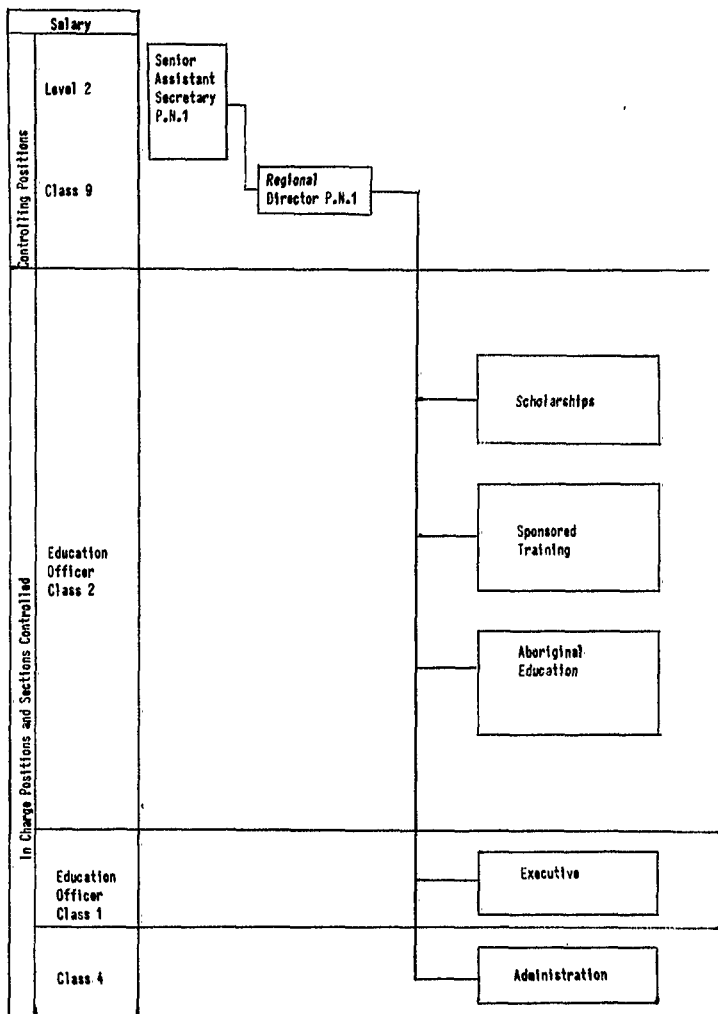 Salary
Controlling Positions
Level 2
Senior
Assistant
Secretary
P.N.1
Class 9
Regional
Director P.N.1
In Charge Positions and Sections Controlled
Education
Officer
Class 2
Scholarships
Sponsored
Training
Aboriginal
Education
Education
Officer
Class 1
Executive
Class 4
Administration